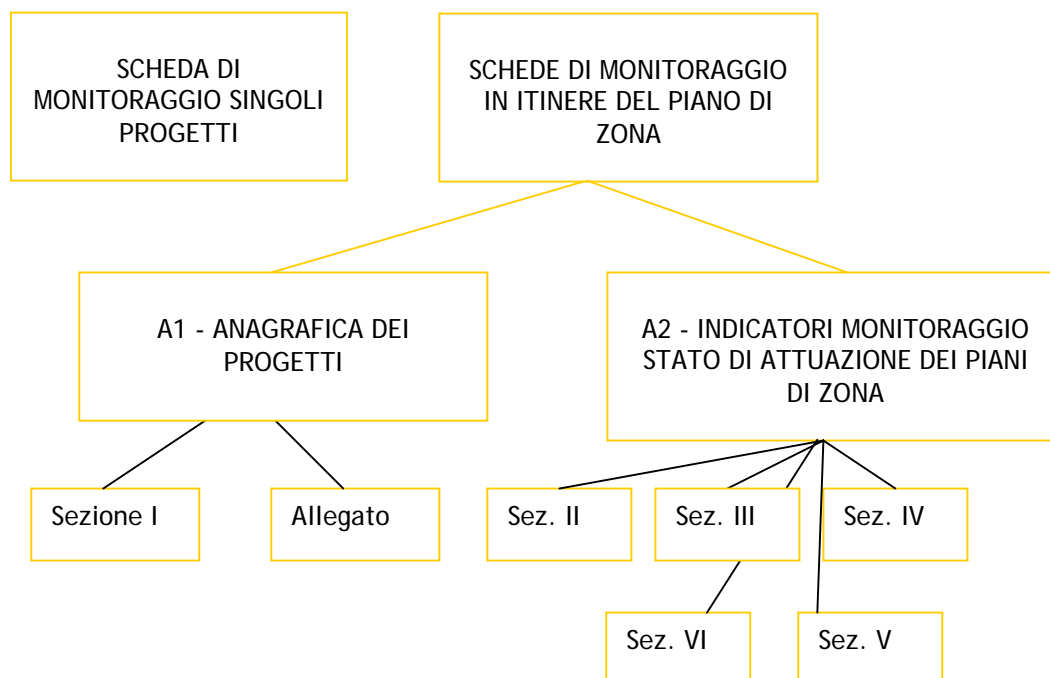 SCHEDA DI
MONITORAGGIO SINGOLI
PROGETTI
SCHEDE DI MONITORAGGIO
IN ITINERE DEL PIANO DI
ZONA
A1 - ANAGRAFICA DEI
PROGETTI
A2 - INDICATORI MONITORAGGIO
STATO DI ATTUAZIONE DEI PIANI
DI ZONA
Sezione I
Allegato
Sez. II
Sez. III
Sez. IV
Sez. VI
Sez. V